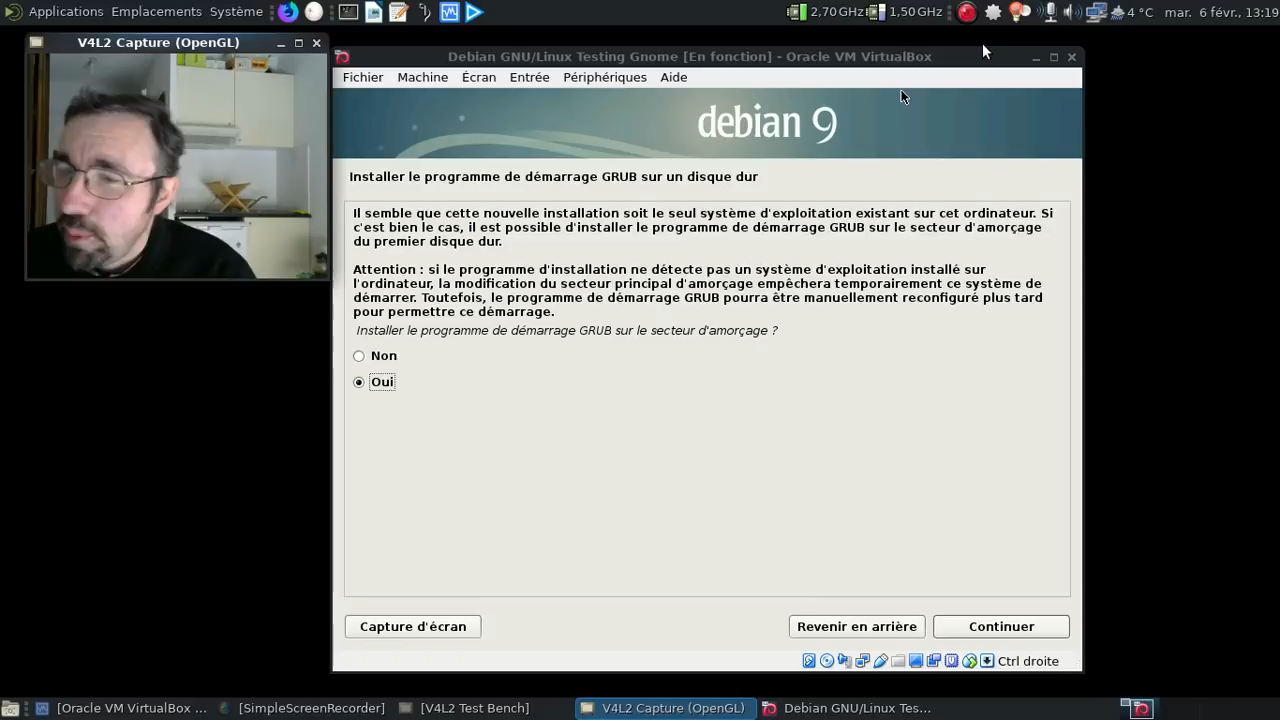 Applications Emplacements Système
2,70 GHz 1,50 GHz 4 °C mar. 6 févr., 13:19
V4L2 Capture (OpenGL)
Debian GNU/Linux Testing Gnome [En fonction] - Oracle VM VirtualBox
Fichier Machine Écran Entrée Périphériques Aide
debian 9
Installer le programme de démarrage GRUB sur un disque dur
Il semble que cette nouvelle installation soit le seul système d'exploitation existant sur cet ordinateur. Si
c'est bien le cas, il est possible d'installer le programme de démarrage GRUB sur le secteur d'amorçage
du premier disque dur.
Attention : si le programme d'installation ne détecte pas un système d'exploitation installé sur
l'ordinateur, la modification du secteur principal d'amorçage empêchera temporairement ce système de
démarrer. Toutefois, le programme de démarrage GRUB pourra être manuellement reconfiguré plus tard
pour permettre ce démarrage.
Installer le programme de démarrage GRUB sur le secteur d'amorçage ?
Non
Oui
Capture d'écran Revenir en arrière Continuer
Ctrl droite
[Oracle VM VirtualBox ... [SimpleScreenRecorder] [V4L2 Test Bench] V4L2 Capture (OpenGL) Debian GNU/Linux Tes...